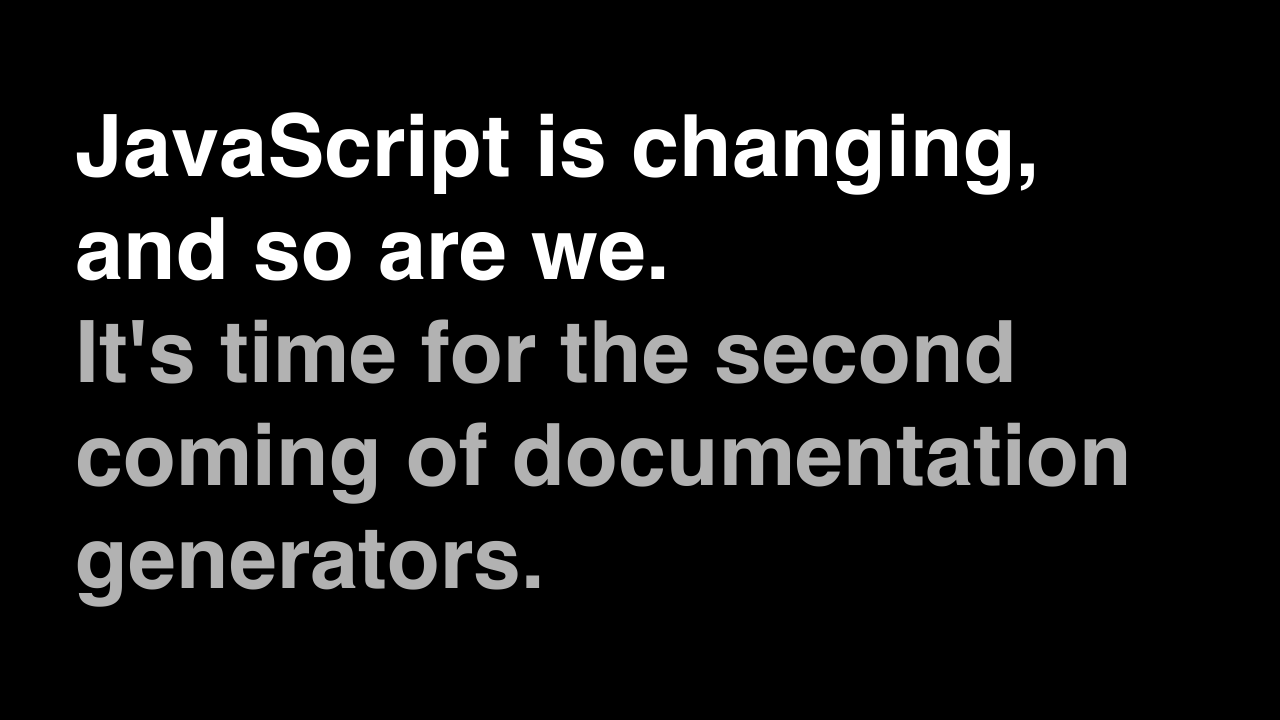 JavaScript is changing,
and so are we.
It's time for the second
coming of documentation
generators.